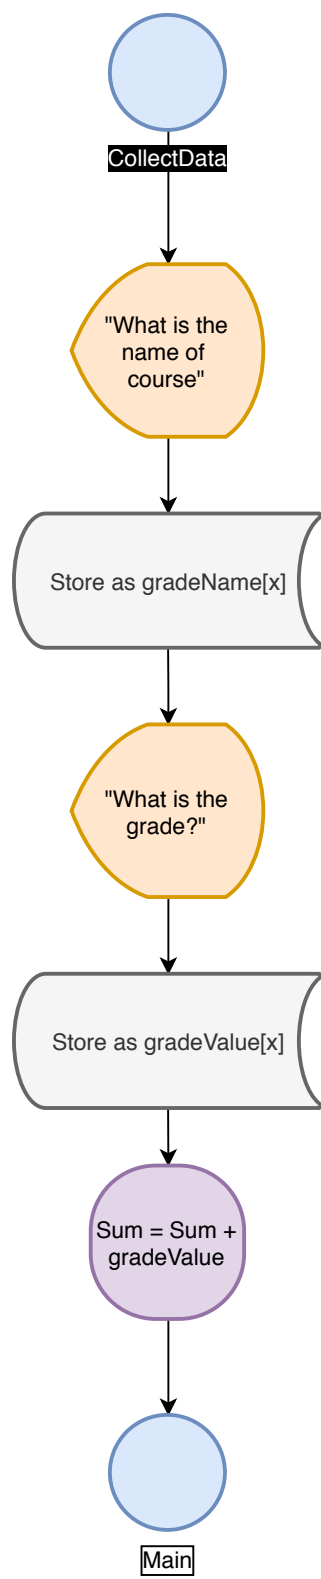 CollectData
"What is the
name of
course"
Store as gradeName[x]
"What is the
grade?"
Store as gradeValue[x]
Sum = Sum +
gradeValue
Main